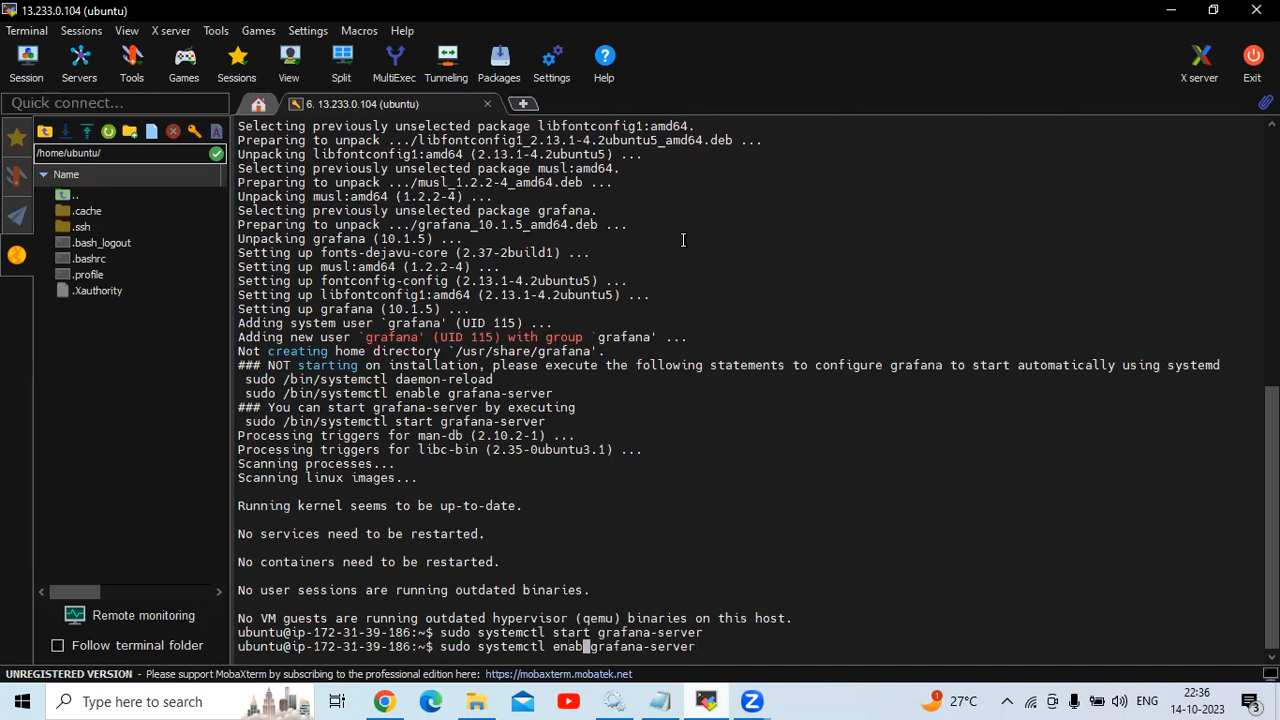 13.233.0.104 (ubuntu)
Terminal Sessions View X server Tools Games Settings Macros Help
Session Servers Tools Games Sessions View Split MultiExec Tunneling Packages Settings Help X server Exit
Quick connect...
6. 13.233.0.104 (ubuntu)
/home/ubuntu/
Name
..
.cache
.ssh
.bash_logout
.bashrc
.profile
.Xauthority
Remote monitoring
Follow terminal folder
Selecting previously unselected package libfontconfig1:amd64.
Preparing to unpack .../libfontconfig1_2.13.1-4.2ubuntu5_amd64.deb ...
Unpacking libfontconfig1:amd64 (2.13.1-4.2ubuntu5) ...
Selecting previously unselected package musl:amd64.
Preparing to unpack .../musl_1.2.2-4_amd64.deb ...
Unpacking musl:amd64 (1.2.2-4) ...
Selecting previously unselected package grafana.
Preparing to unpack .../grafana_10.1.5_amd64.deb ...
Unpacking grafana (10.1.5) ...
Setting up fonts-dejavu-core (2.37-2build1) ...
Setting up musl:amd64 (1.2.2-4) ...
Setting up fontconfig-config (2.13.1-4.2ubuntu5) ...
Setting up libfontconfig1:amd64 (2.13.1-4.2ubuntu5) ...
Setting up grafana (10.1.5) ...
Adding system user `grafana' (UID 115) ...
Adding new user `grafana' (UID 115) with group `grafana' ...
Not creating home directory `/usr/share/grafana'.
### NOT starting on installation, please execute the following statements to configure grafana to start automatically using systemd
sudo /bin/systemctl daemon-reload
sudo /bin/systemctl enable grafana-server
### You can start grafana-server by executing
sudo /bin/systemctl start grafana-server
Processing triggers for man-db (2.10.2-1) ...
Processing triggers for libc-bin (2.35-0ubuntu3.1) ...
Scanning processes...
Scanning linux images...
Running kernel seems to be up-to-date.
No services need to be restarted.
No containers need to be restarted.
No user sessions are running outdated binaries.
No VM guests are running outdated hypervisor (qemu) binaries on this host.
ubuntu@ip-172-31-39-186:~$ sudo systemctl start grafana-server
ubuntu@ip-172-31-39-186:~$ sudo systemctl enab grafana-server
UNREGISTERED VERSION - Please support MobaXterm by subscribing to the professional edition here: https://mobaxterm.mobatek.net
Type here to search
1
27°C
ENG
22:36
14-10-2023
3